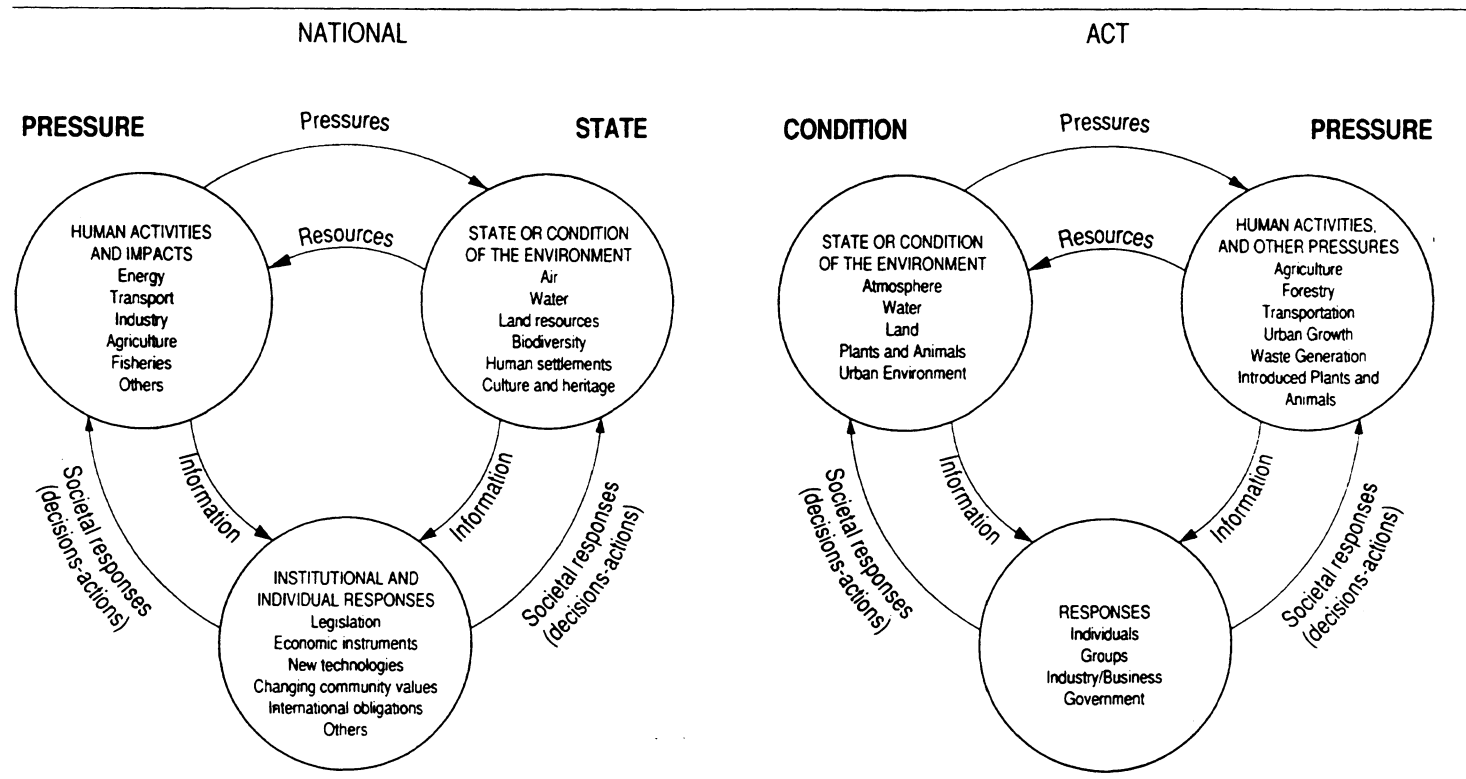 NATIONAL
PRESSURE
Pressures
STATE
HUMAN ACTIVITIES
AND IMPACTS
Energy
Transport
Industry
Agriculture
Fisheries
Others
Resources
STATE OR CONDITION
OF THE ENVIRONMENT
Air
Water
Land resources
Biodiversity
Human settlements
Culture and heritage
Societal responses
(decisions-actions)
Information
Information
Societal responses
(decisions-actions)
INSTITUTIONAL AND
INDIVIDUAL RESPONSES
Legislation
Economic instruments
New technologies
Changing community values
International obligations
Others
ACT
CONDITION
Pressures
PRESSURE
STATE OR CONDITION
OF THE ENVIRONMENT
Atmosphere
Water
Land
Plants and Animals
Urban Environment
Resources
HUMAN ACTIVITIES,
AND OTHER PRESSURES
Agriculture
Forestry
Transportation
Urban Growth
Waste Generation
Introduced Plants and
Animals
Societal responses
(decisions-actions)
Information
Information
Societal responses
(decisions-actions)
RESPONSES
Individuals
Groups
Industry/Business
Government